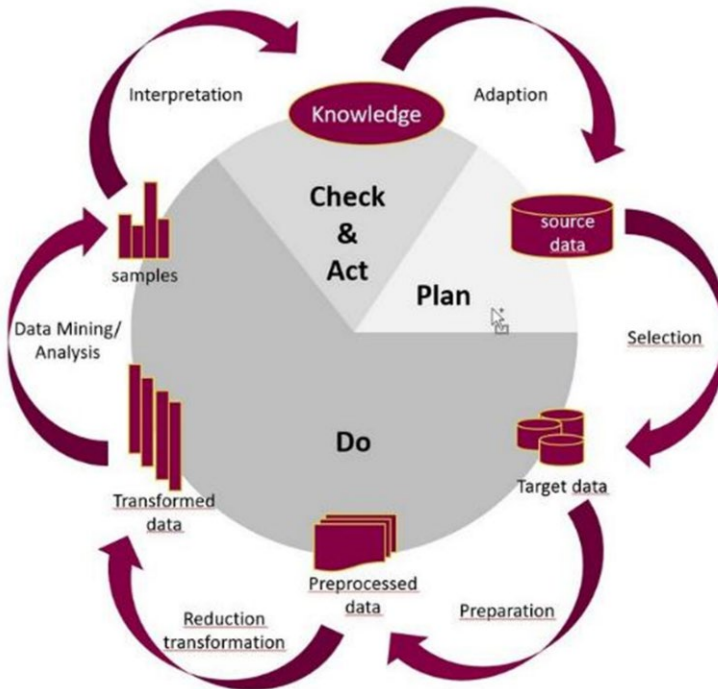 Interpretation
Knowledge
Adaption
Check
&
Act
source
data
samples
Plan
Data Mining/
Analysis
Selection
Do
Target data
Transformed
data
Preprocessed
data
Preparation
Reduction
transformation